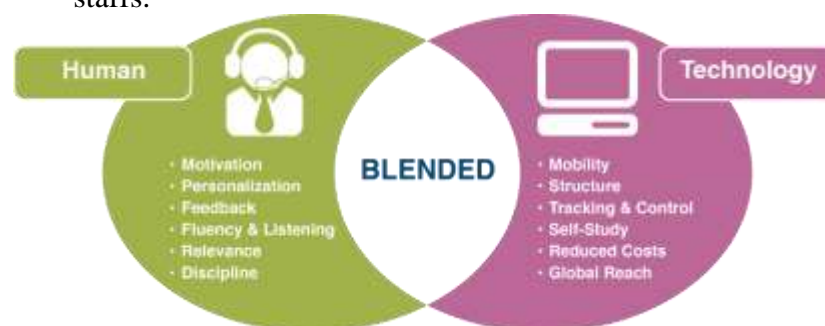 staffs.
Human
Technology
BLENDED
· Motivation
· Personalization
· Feedback
· Fluency & Listening
· Relevance
· Discipline
· Mobility
· Structure
· Tracking & Control
· Self-Study
· Reduced Costs
· Global Reach